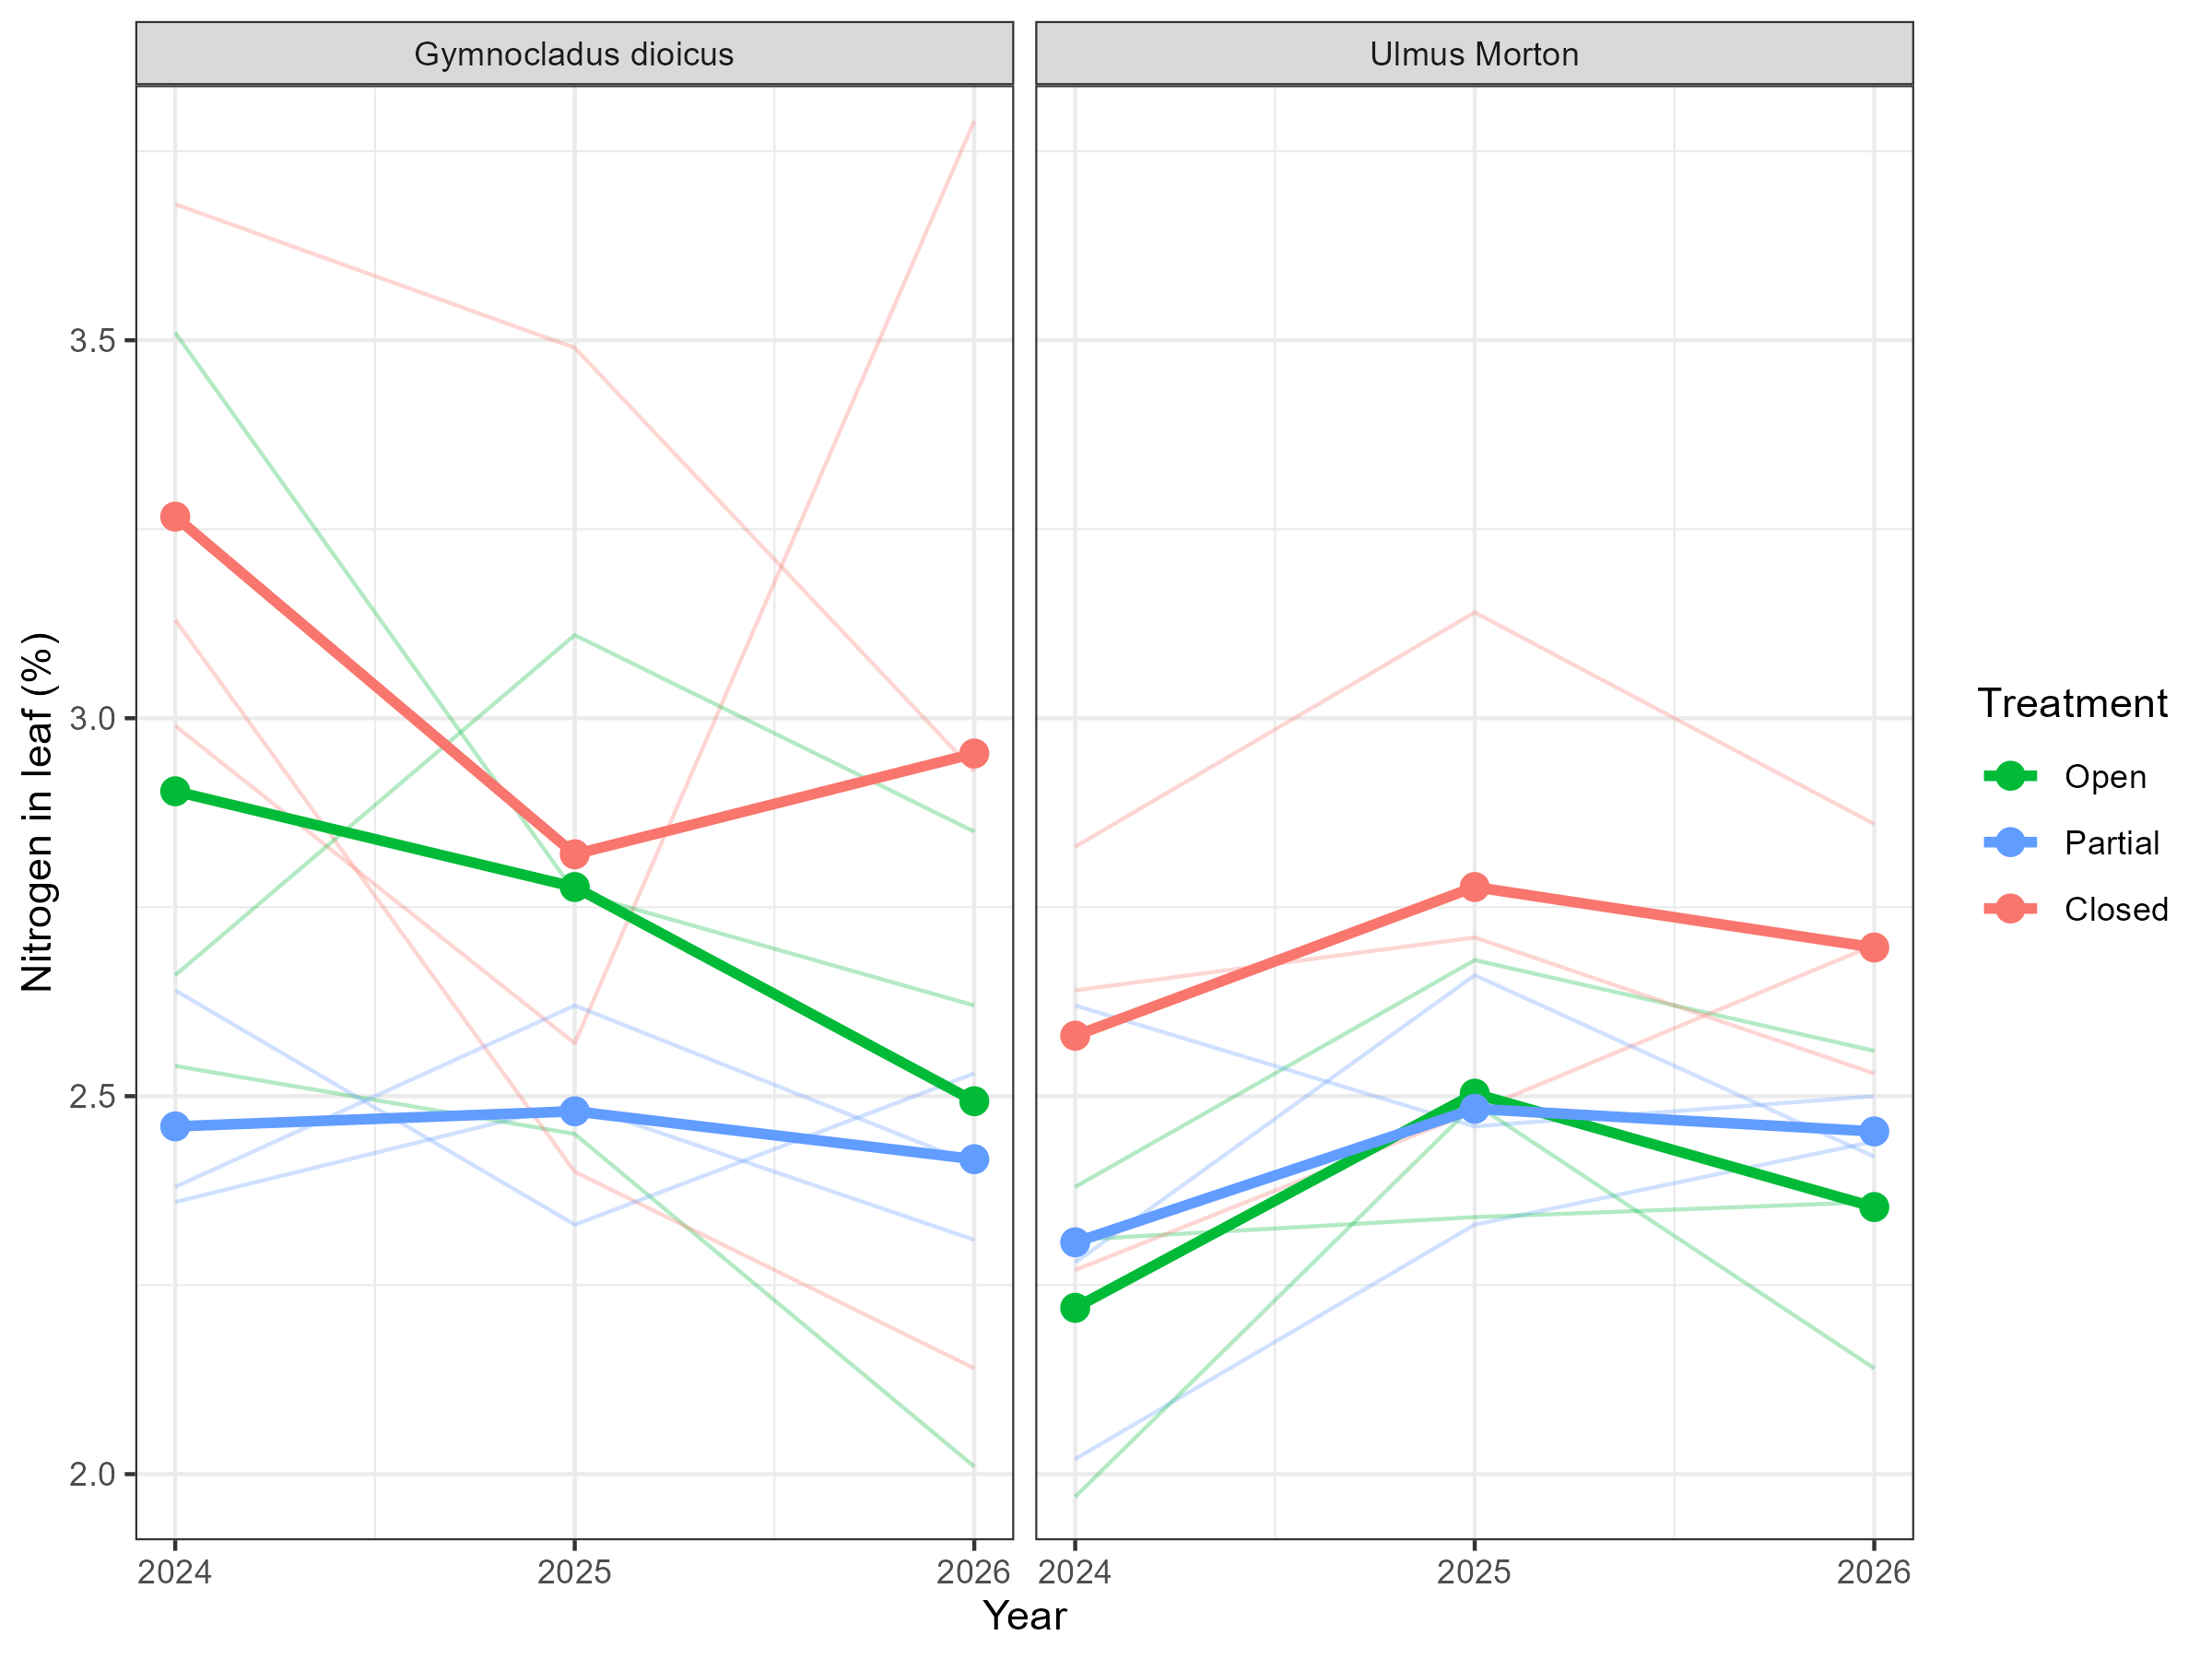 Gymnocladus dioicus
Ulmus Morton
Nitrogen in leaf (%)
3.5
3.0
2.5
2.0
2024 2025 2026
2024 2025 2026
Year
Treatment
Open
Partial
Closed